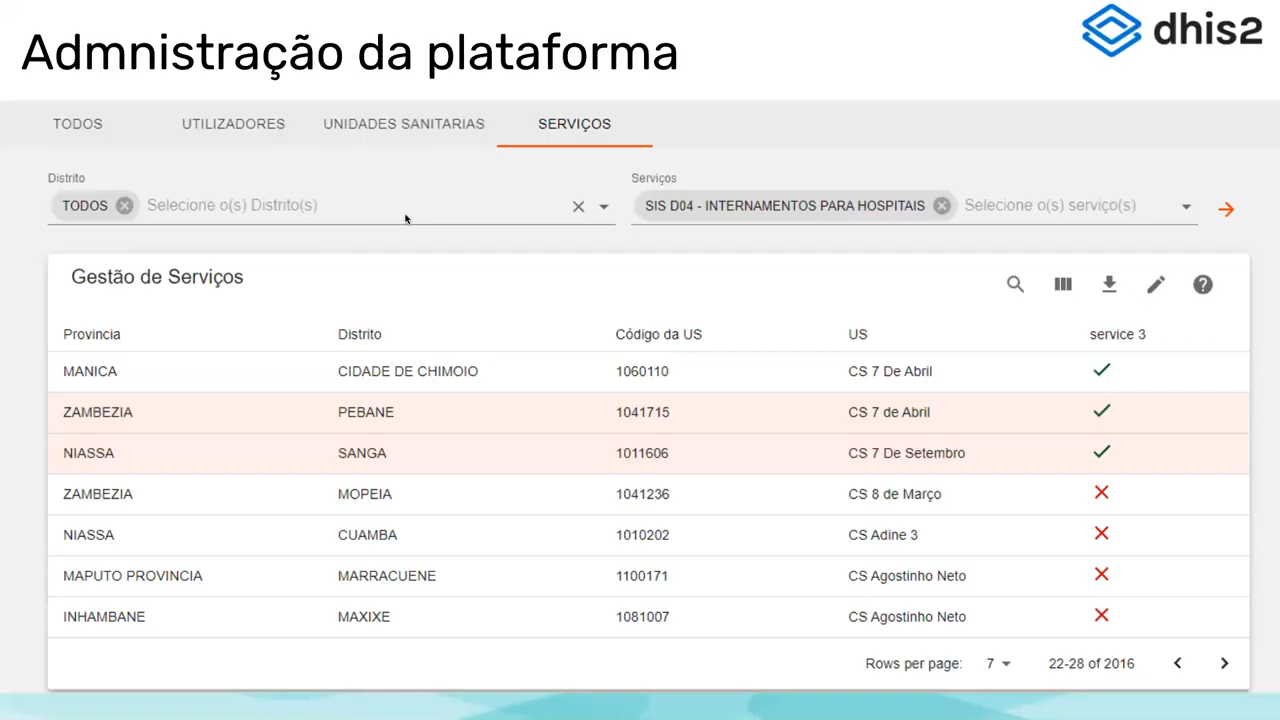 Admnistração da plataforma
dhis2
TODOS UTILIZADORES UNIDADES SANITARIAS SERVIÇOS
Distrito Serviços
TODOS Selecione o(s) Distrito(s) SIS D04 - INTERNAMENTOS PARA HOSPITAIS Selecione o(s) serviço(s)
Gestão de Serviços
Provincia Distrito Código da US US service 3
MANICA CIDADE DE CHIMOIO 1060110 CS 7 De Abril
ZAMBEZIA PEBANE 1041715 CS 7 de Abril
NIASSA SANGA 1011606 CS 7 De Setembro
ZAMBEZIA MOPEIA 1041236 CS 8 de Março
NIASSA CUAMBA 1010202 CS Adine 3
MAPUTO PROVINCIA MARRACUENE 1100171 CS Agostinho Neto
INHAMBANE MAXIXE 1081007 CS Agostinho Neto
Rows per page: 7 22-28 of 2016